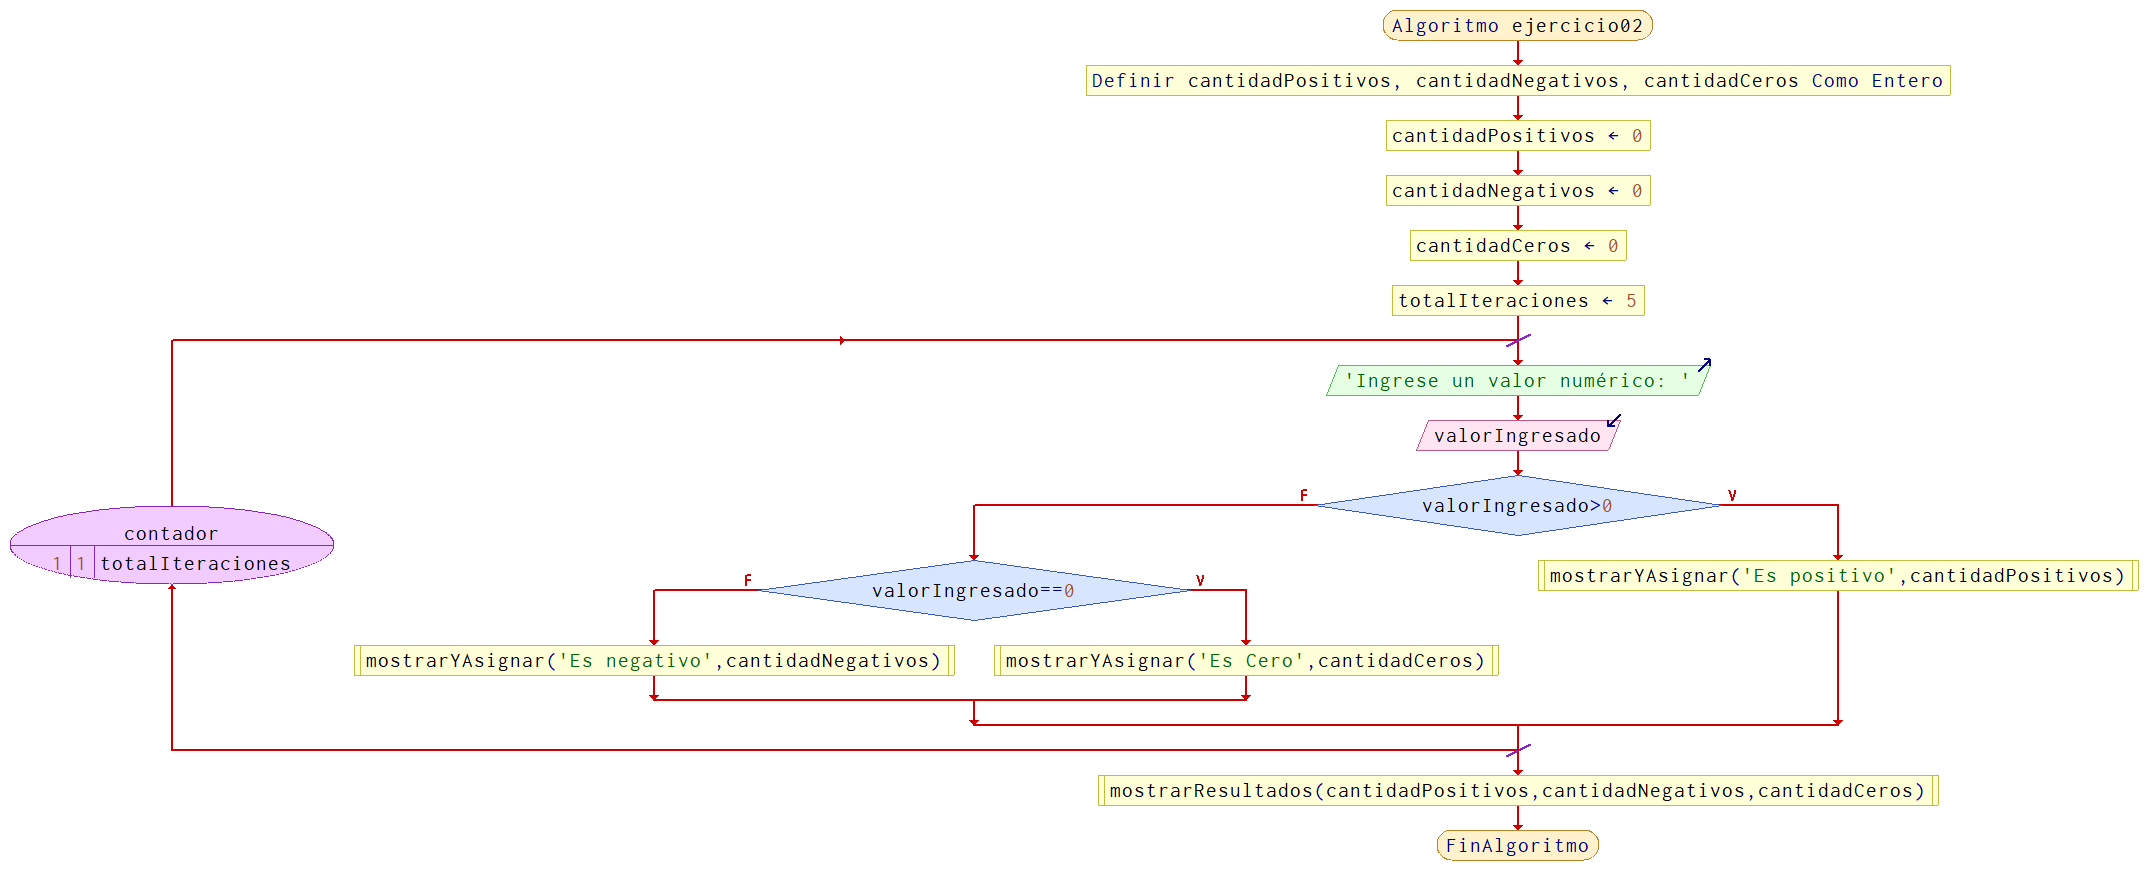 Algoritmo ejercicio02
Definir cantidadPositivos, cantidadNegativos, cantidadCeros Como Entero
cantidadPositivos ← 0
cantidadNegativos ← 0
cantidadCeros ← 0
totalIteraciones ← 5
'Ingrese un valor numérico: '
valorIngresado
F
valorIngresado>0
V
contador
1 1 totalIteraciones
F
valorIngresado==0
V
mostrarYAsignar('Es positivo',cantidadPositivos)
mostrarYAsignar('Es negativo',cantidadNegativos)
mostrarYAsignar('Es Cero',cantidadCeros)
mostrarResultados(cantidadPositivos,cantidadNegativos,cantidadCeros)
FinAlgoritmo